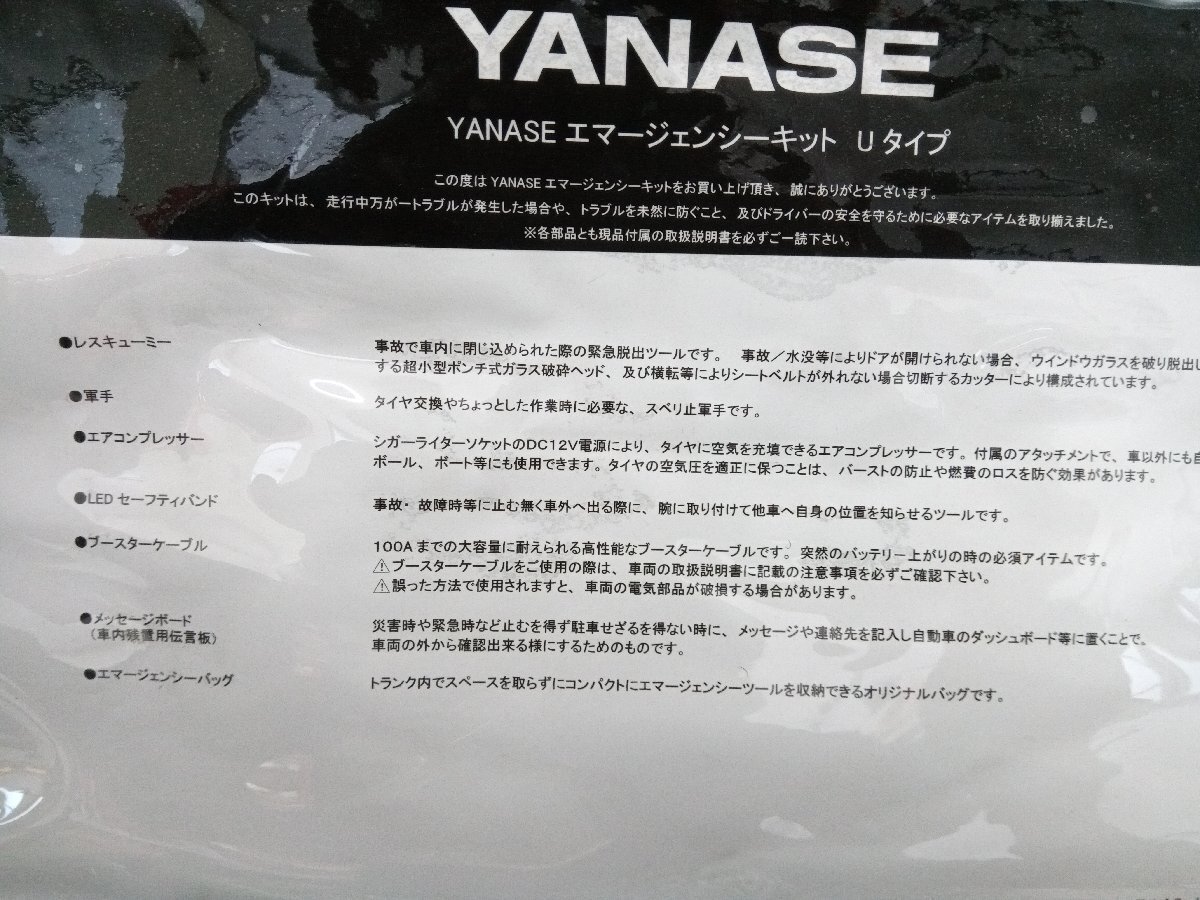 YANASE
YANASE エマージェンシーキット Uタイプ
この度は YANASE エマージェンシーキットをお買い上げ頂き、誠にありがとうございます。
このキットは、走行中万が一トラブルが発生した場合や、トラブルを未然に防ぐこと、及びドライバーの安全を守るために必要なアイテムを取り揃えました。
※各部品とも現品付属の取扱説明書を必ずご一読下さい。
●レスキューミー 事故で車内に閉じ込められた際の緊急脱出ツールです。 事故／水没等によりドアが開けられない場合、ウインドウガラスを破り脱出し
する超小型ポンチ式ガラス破砕ヘッド、及び横転等によりシートベルトが外れない場合切断するカッターにより構成されています。
●軍手 タイヤ交換やちょっとした作業時に必要な、スベリ止軍手です。
●エアコンプレッサー シガーライターソケットのDC12V電源により、タイヤに空気を充填できるエアコンプレッサーです。付属のアタッチメントで、車以外にも自
ボール、ボート等にも使用できます。タイヤの空気圧を適正に保つことは、バーストの防止や燃費のロスを防ぐ効果があります。
●LED セーフティバンド 事故・故障時等に止む無く車外へ出る際に、腕に取り付けて他車へ自身の位置を知らせるツールです。
●ブースターケーブル 100Aまでの大容量に耐えられる高性能なブースターケーブルです。突然のバッテリー上がりの時の必須アイテムです。
⚠ブースターケーブルをご使用の際は、車両の取扱説明書に記載の注意事項を必ずご確認下さい。
⚠誤った方法で使用されますと、車両の電気部品が破損する場合があります。
●メッセージボード 災害時や緊急時など止むを得ず駐車せざるを得ない時に、メッセージや連絡先を記入し自動車のダッシュボード等に置くことで、
（車内残置用伝言板） 車両の外から確認出来る様にするためのものです。
●エマージェンシーバッグ トランク内でスペースを取らずにコンパクトにエマージェンシーツールを収納できるオリジナルバッグです。